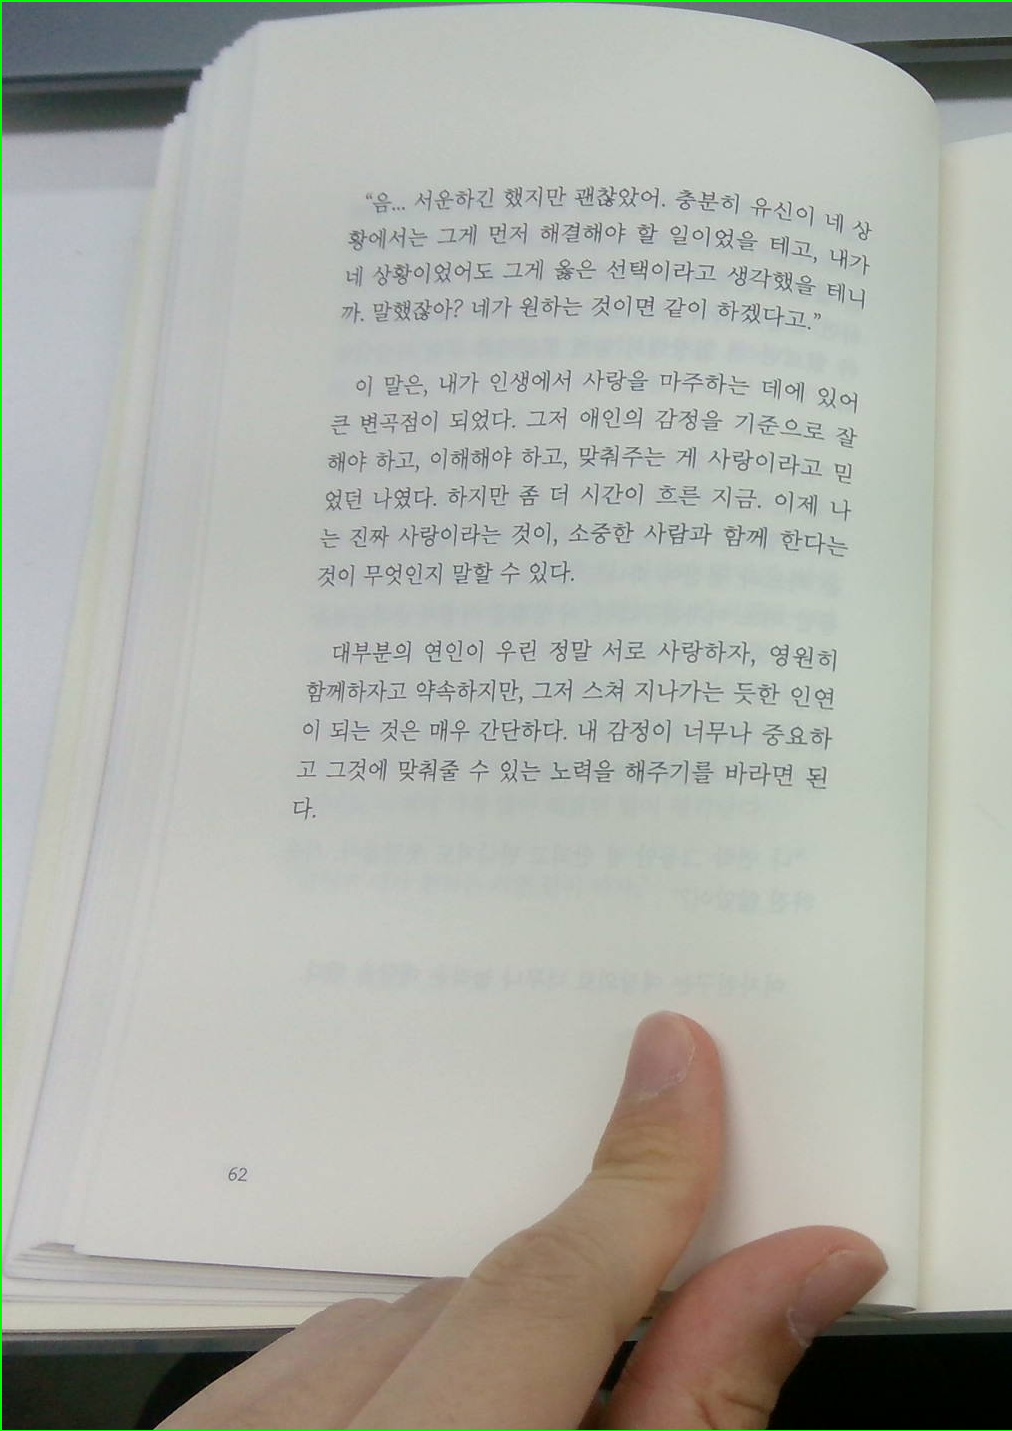 “음... 서운하긴 했지만 괜찮았어. 충분히 유신이 네 상
황에서는 그게 먼저 해결해야 할 일이었을 테고, 내가
네 상황이었어도 그게 옳은 선택이라고 생각했을 테니
까. 말했잖아? 네가 원하는 것이면 같이 하겠다고.”
이 말은, 내가 인생에서 사랑을 마주하는 데에 있어
큰 변곡점이 되었다. 그저 애인의 감정을 기준으로 잘
해야 하고, 이해해야 하고, 맞춰주는 게 사랑이라고 믿
었던 나였다. 하지만 좀 더 시간이 흐른 지금. 이제 나
는 진짜 사랑이라는 것이, 소중한 사람과 함께 한다는
것이 무엇인지 말할 수 있다.
대부분의 연인이 우린 정말 서로 사랑하자, 영원히
함께하자고 약속하지만, 그저 스쳐 지나가는 듯한 인연
이 되는 것은 매우 간단하다. 내 감정이 너무나 중요하
고 그것에 맞춰줄 수 있는 노력을 해주기를 바라면 된
다.
62